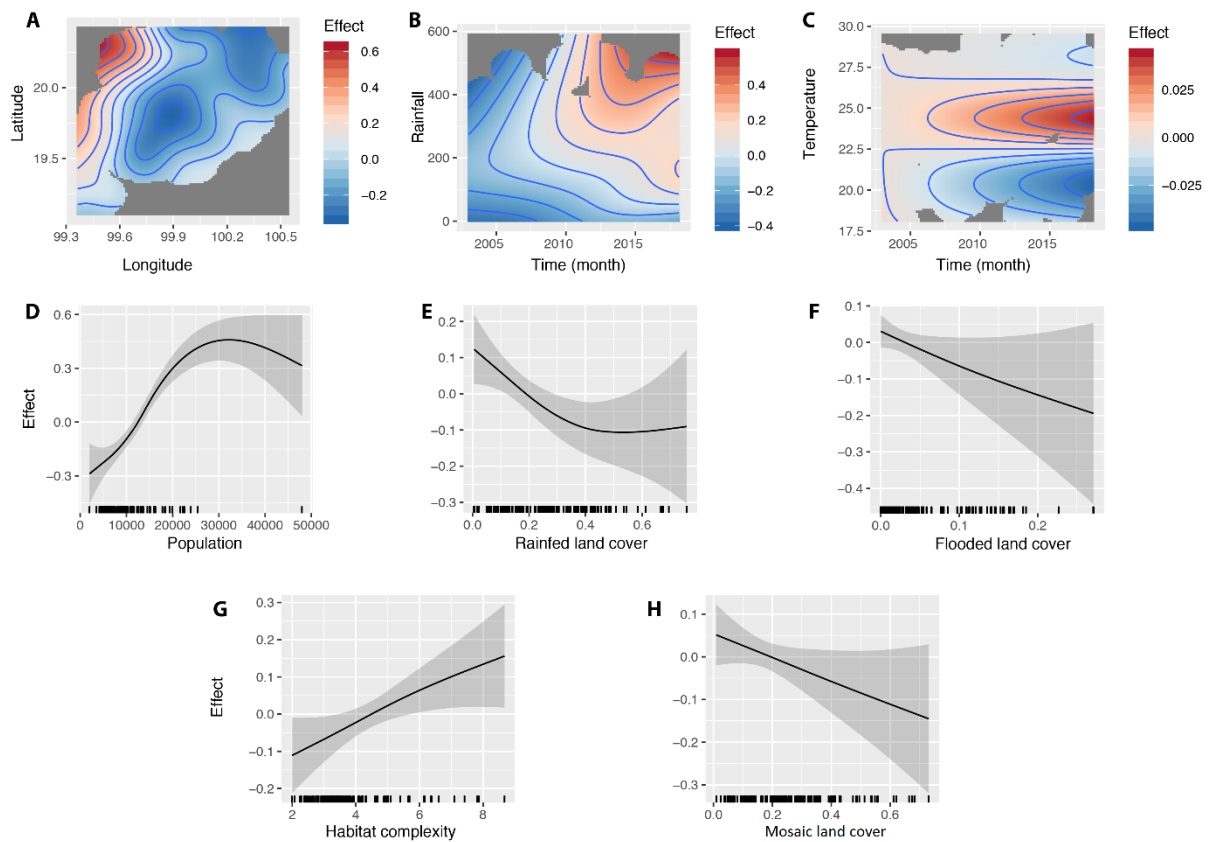 A
Effect
0.6
0.4
0.2
0.0
−0.2
Latitude
20.0
19.5
99.3 99.6 99.9 100.2 100.5
Longitude
B
Effect
0.4
0.2
0.0
−0.2
−0.4
Rainfall
600
400
200
0
2005 2010 2015
Time (month)
C
Effect
0.025
0.000
−0.025
Temperature
30.0
27.5
25.0
22.5
20.0
17.5
2005 2010 2015
Time (month)
D
Effect
0.6
0.3
0.0
−0.3
0 10000 20000 30000 40000 50000
Population
E
0.2
0.1
0.0
−0.1
−0.2
−0.3
0.0 0.2 0.4 0.6
Rainfed land cover
F
0.1
0.0
−0.1
−0.2
−0.3
−0.4
0.0 0.1 0.2
Flooded land cover
G
Effect
0.3
0.2
0.1
0.0
−0.1
−0.2
2 4 6 8
Habitat complexity
H
0.1
0.0
−0.1
−0.2
−0.3
0.0 0.2 0.4 0.6
Mosaic land cover